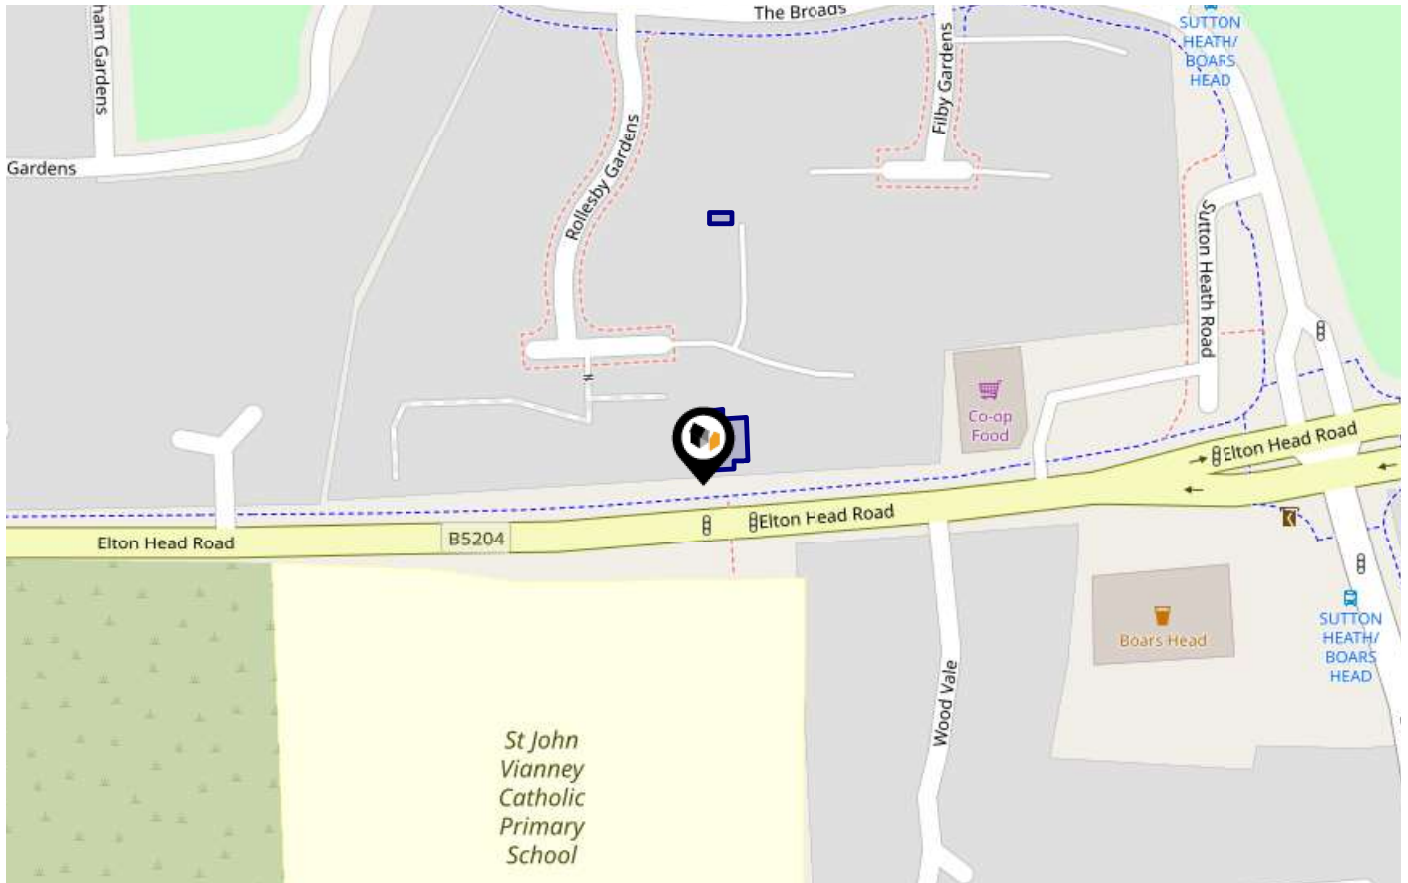 The Broads
SUTTON
HEATH/
BOARS
HEAD
ham Gardens
Filby Gardens
Rollesby Gardens
Gardens
Sutton Heath Road
Co-op
Food
Elton Head Road
Elton Head Road
B5204
Elton Head Road
SUTTON
HEATH/
BOARS
HEAD
Boars Head
Wood Vale
St John
Vianney
Catholic
Primary
School